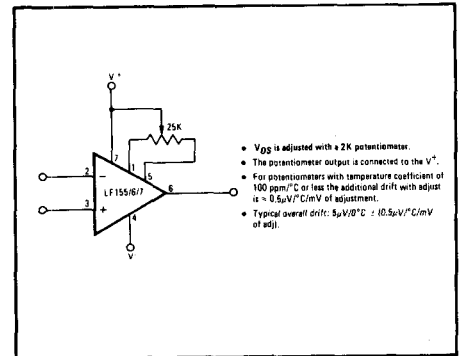 V+
25K
7
1
5
2
−
LF155/6/7
6
3
+
4
V
• V_OS is adjusted with a 2K potentiometer.
• The potentiometer output is connected to the V+.
• For potentiometers with temperature coefficient of
100 ppm/°C or less the additional drift with adjust
is ≈ 0.5μV/°C/mV of adjustment.
• Typical overall drift: 5μV/0°C ± (0.5μV/°C/mV
of adj).